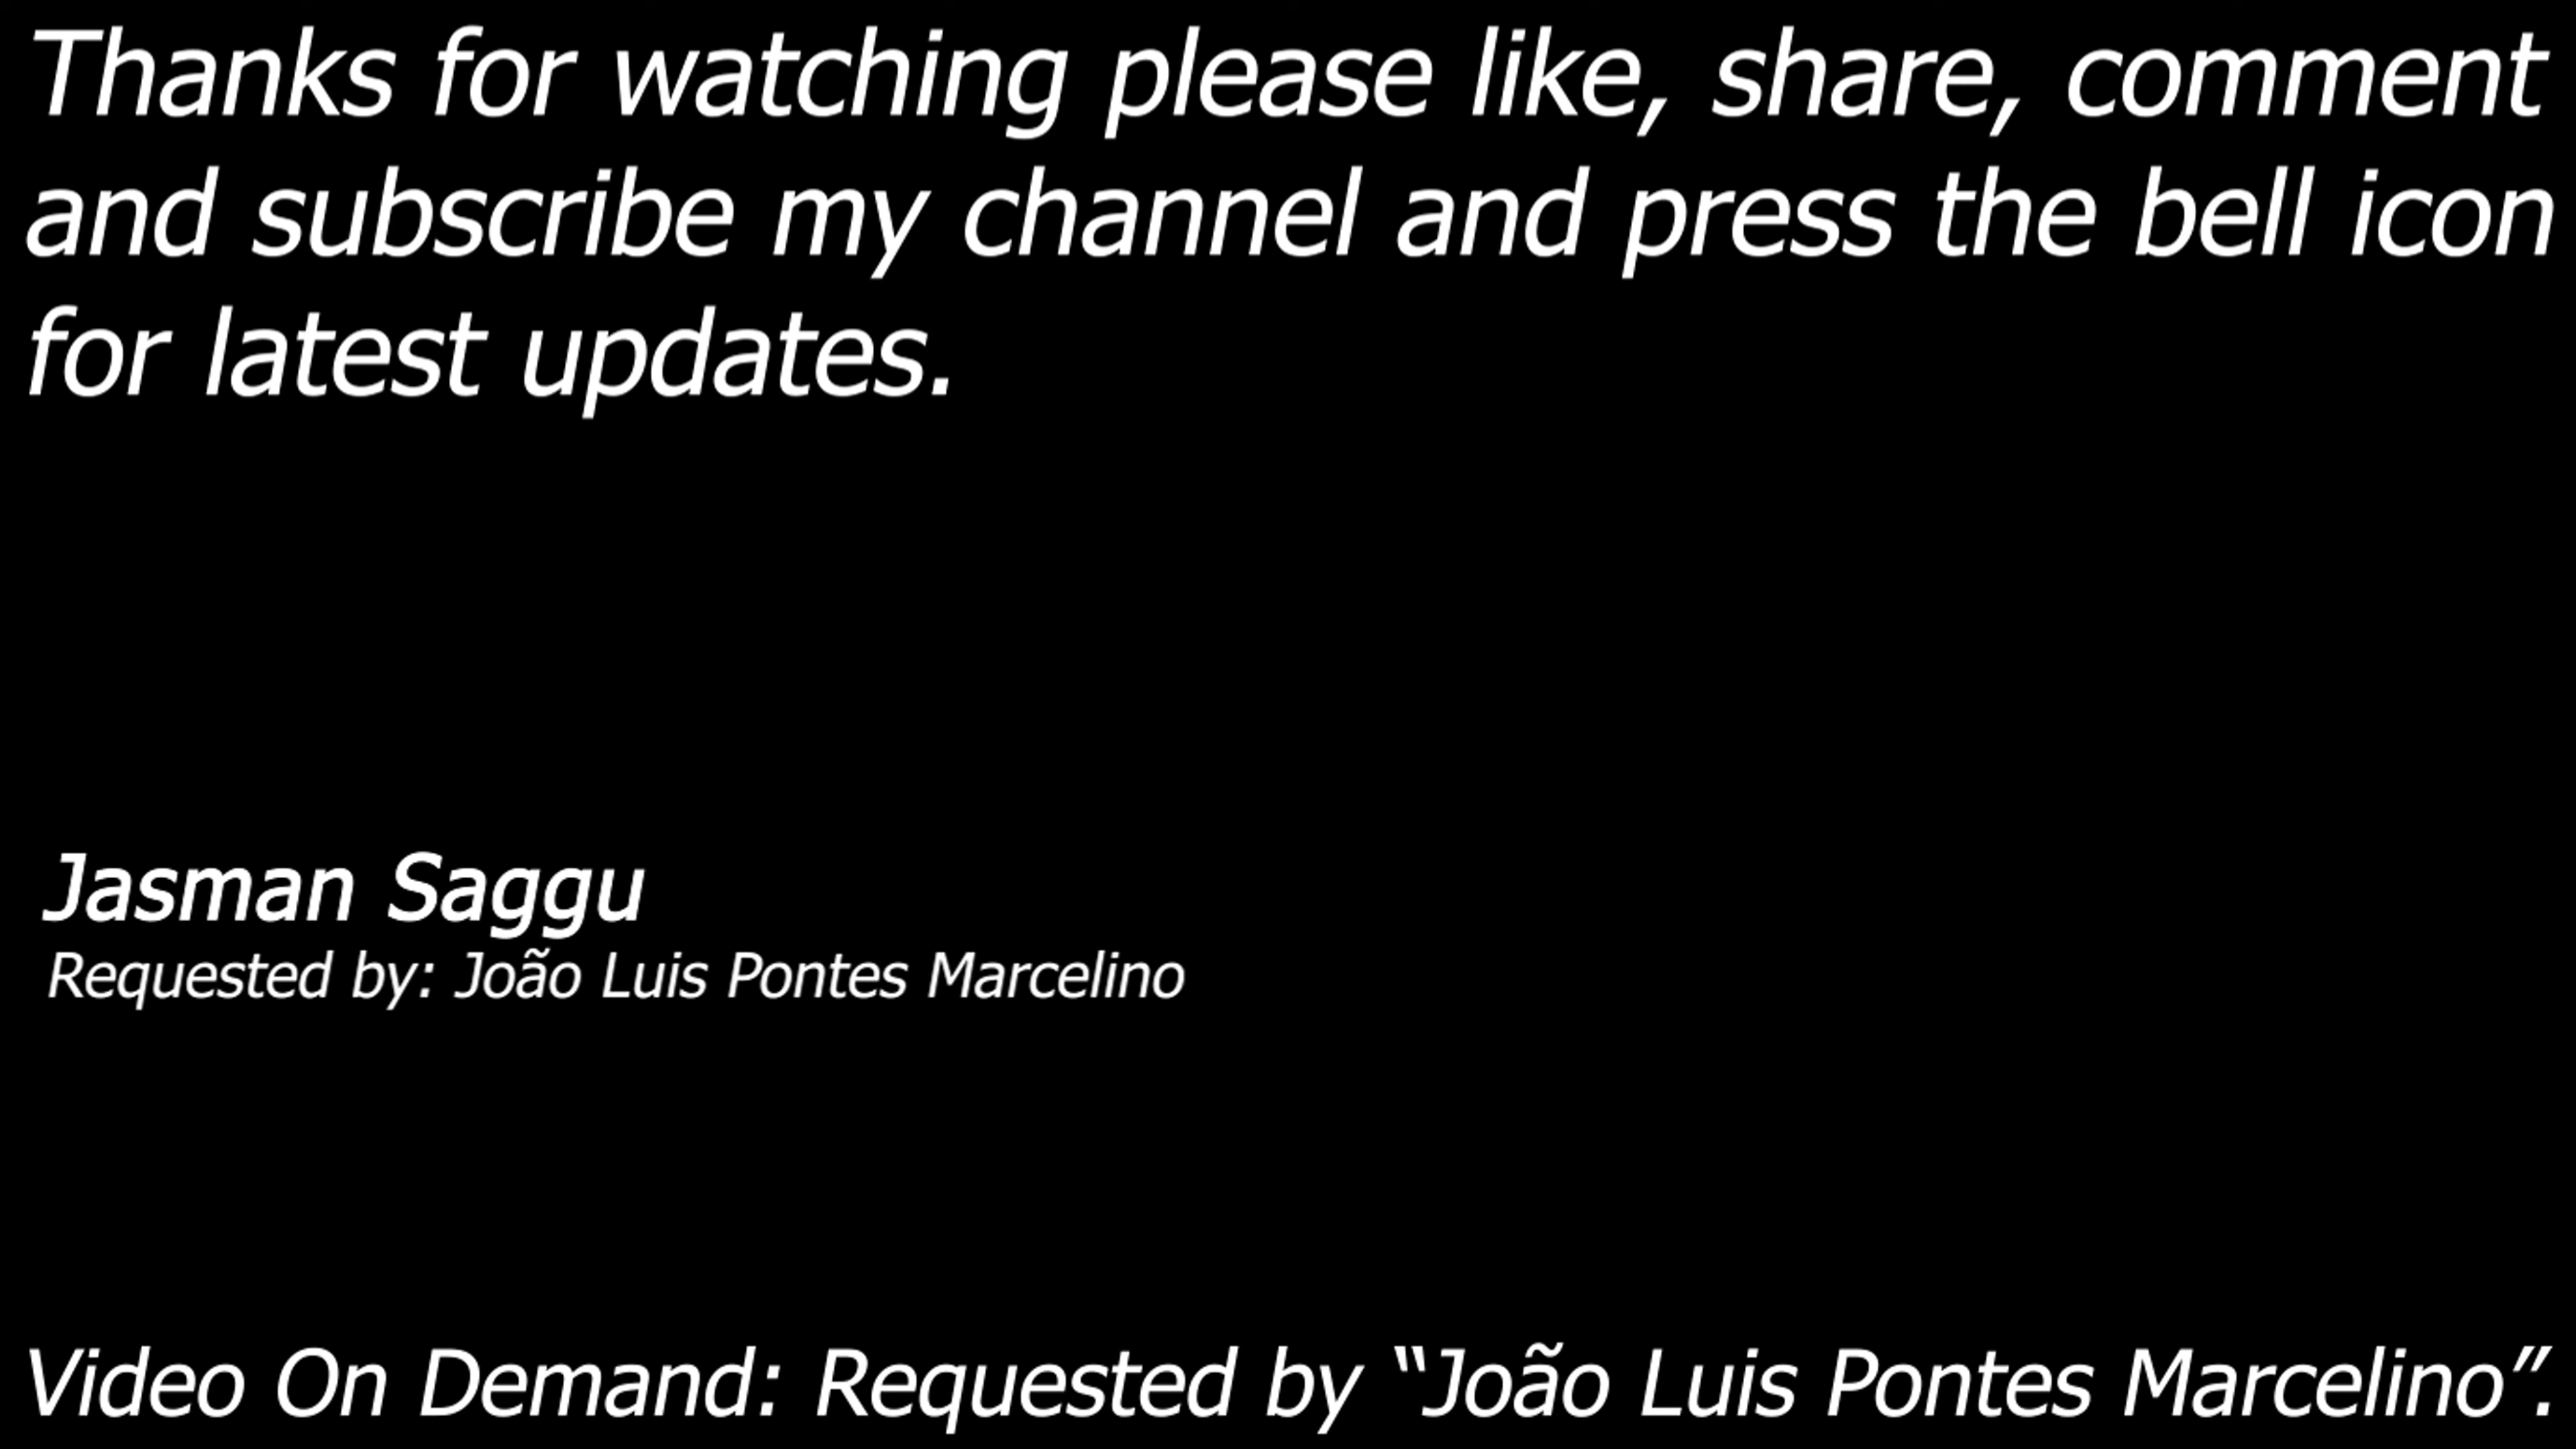 Thanks for watching please like, share, comment
and subscribe my channel and press the bell icon
for latest updates.
Jasman Saggu
Requested by: João Luis Pontes Marcelino
Video On Demand: Requested by “João Luis Pontes Marcelino”.